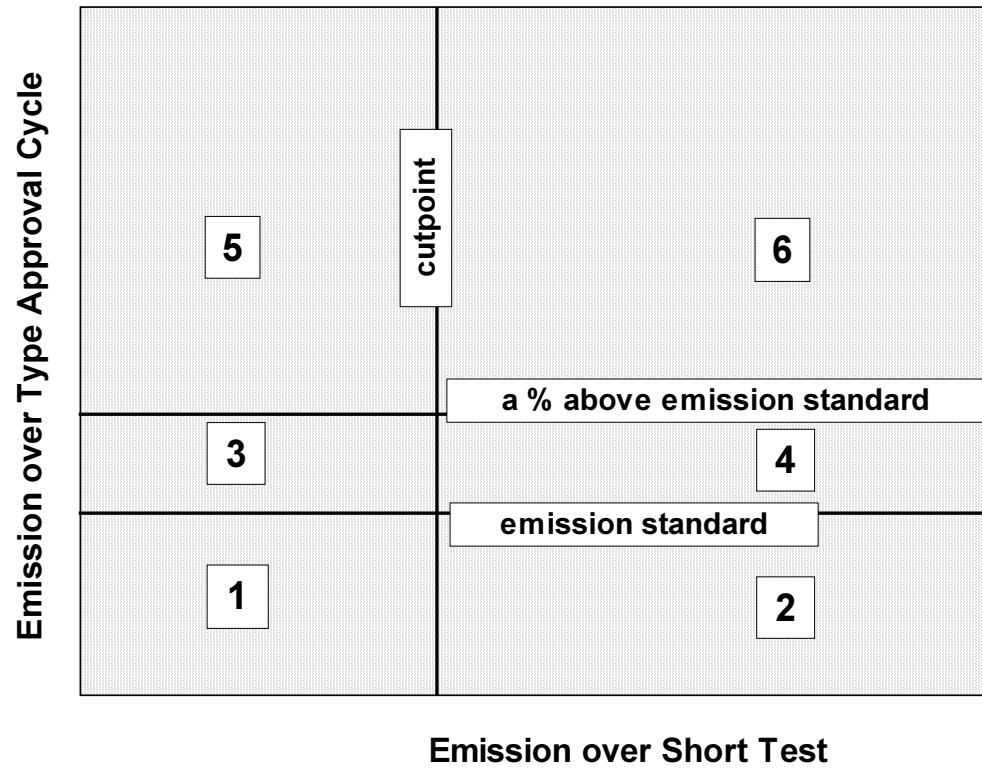 Emission over Type Approval Cycle
cutpoint
5
6
a % above emission standard
3
4
emission standard
1
2
Emission over Short Test